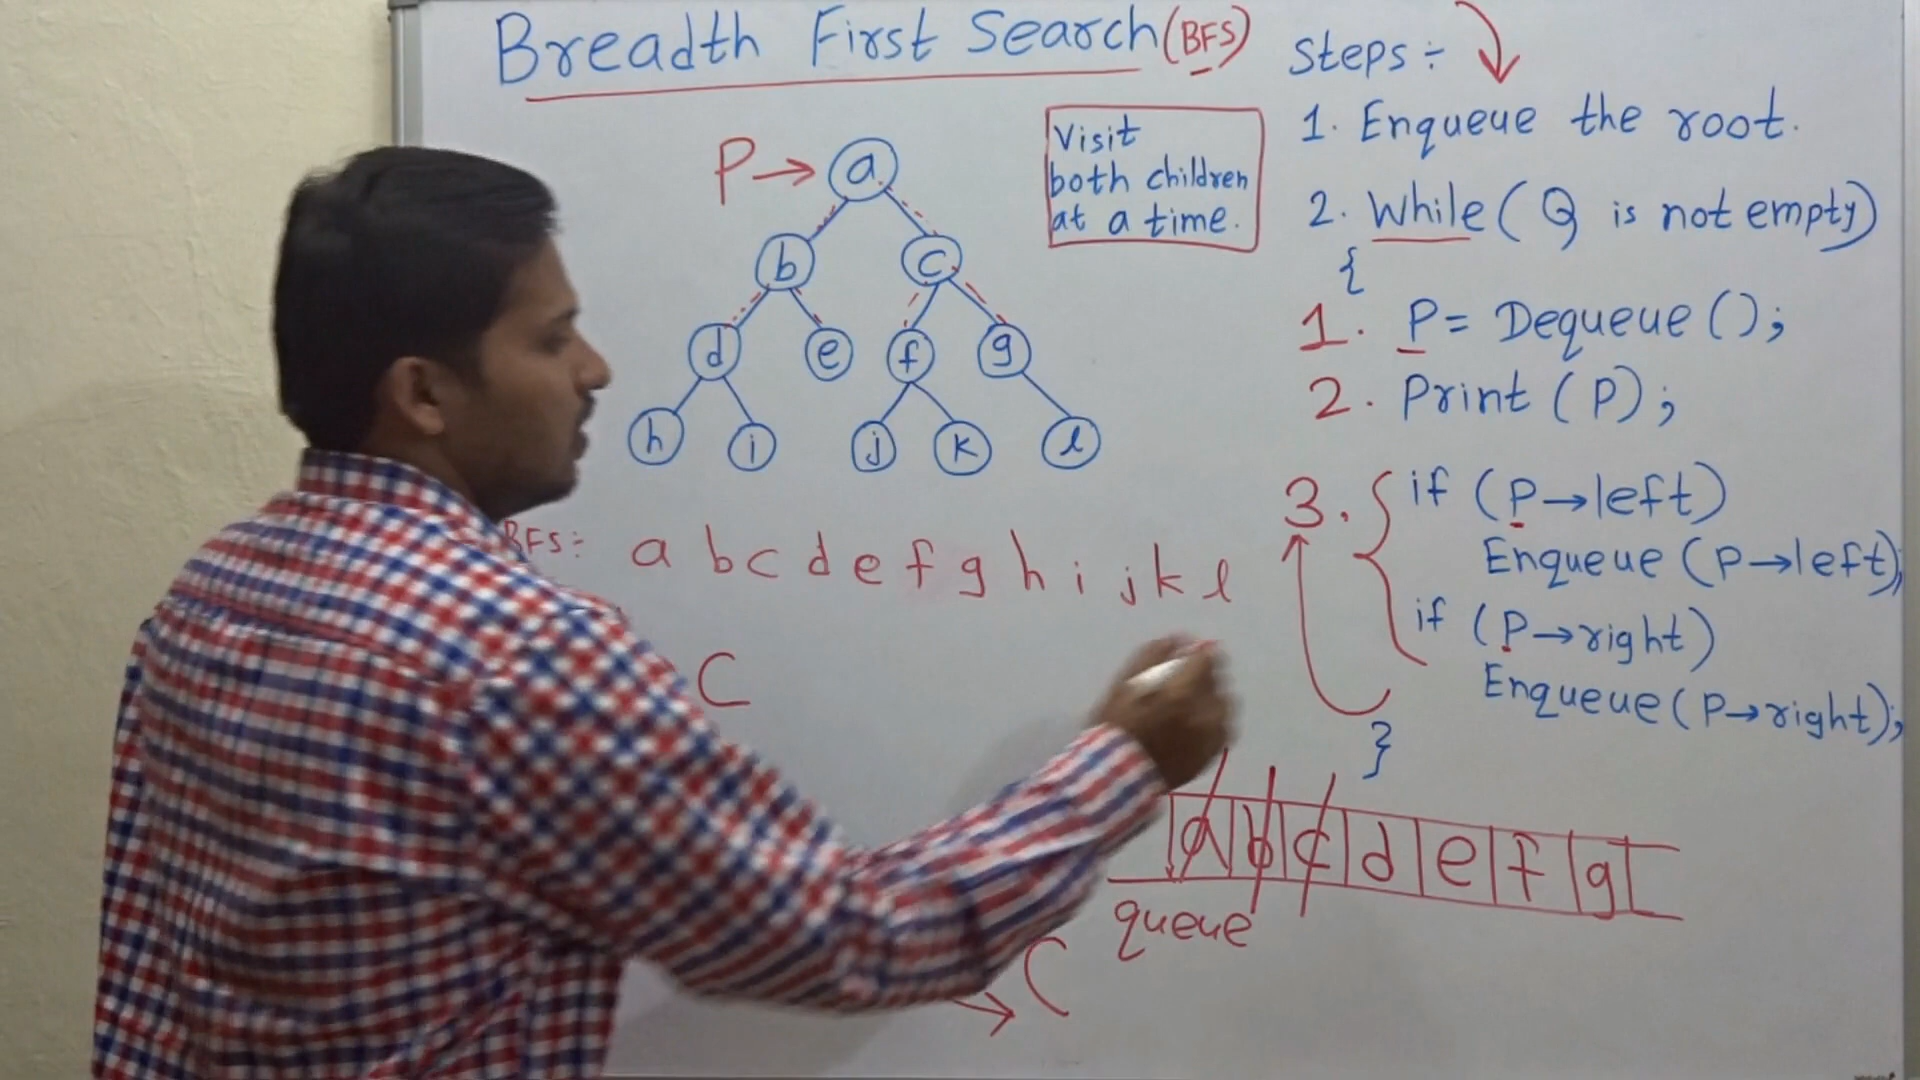 Breadth First Search (BFS)
P→ a
b c
d e f g
h i j k l
Visit
both children
at a time.
BFS:- a b c d e f g h i j k l
C
Steps :-
1. Enqueue the root.
2. While ( Q is not empty)
{
1. P = Dequeue ();
2. Print (P);
3. { if (P→left)
Enqueue (P→left);
if (P→right)
Enqueue (P→right);
}
a b c d e f g
queue
→ C